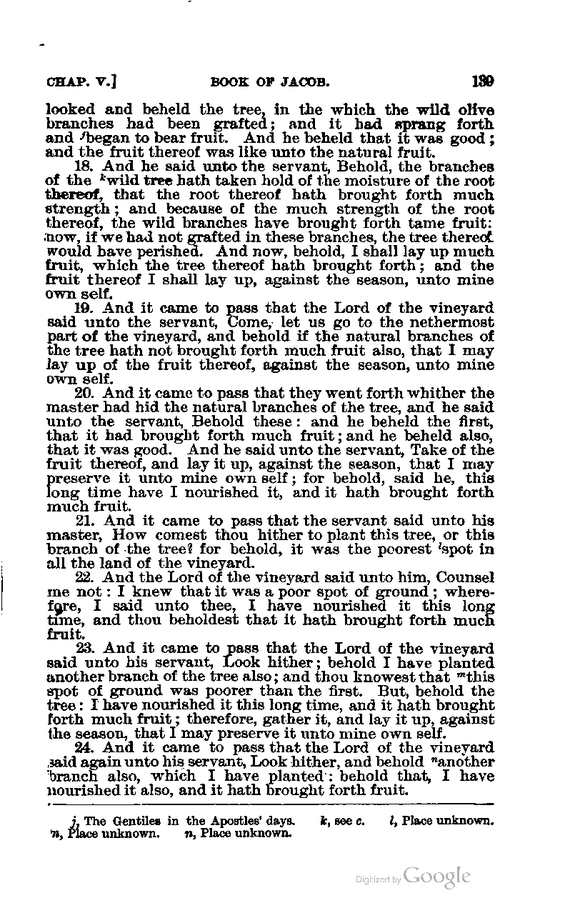 CHAP. V.] BOOK OF JACOB. 139
looked and beheld the tree, in the which the wild olive
branches had been grafted; and it had sprang forth
and ʲbegan to bear fruit. And he beheld that it was good;
and the fruit thereof was like unto the natural fruit.
18. And he said unto the servant, Behold, the branches
of the ᵏwild tree hath taken hold of the moisture of the root
thereof, that the root thereof hath brought forth much
strength; and because of the much strength of the root
thereof, the wild branches have brought forth tame fruit:
now, if we had not grafted in these branches, the tree thereof
would have perished. And now, behold, I shall lay up much
fruit, which the tree thereof hath brought forth; and the
fruit thereof I shall lay up, against the season, unto mine
own self.
19. And it came to pass that the Lord of the vineyard
said unto the servant, Come, let us go to the nethermost
part of the vineyard, and behold if the natural branches of
the tree hath not brought forth much fruit also, that I may
lay up of the fruit thereof, against the season, unto mine
own self.
20. And it came to pass that they went forth whither the
master had hid the natural branches of the tree, and he said
unto the servant, Behold these: and he beheld the first,
that it had brought forth much fruit; and he beheld also,
that it was good. And he said unto the servant, Take of the
fruit thereof, and lay it up, against the season, that I may
preserve it unto mine own self; for behold, said he, this
long time have I nourished it, and it hath brought forth
much fruit.
21. And it came to pass that the servant said unto his
master, How comest thou hither to plant this tree, or this
branch of the tree? for behold, it was the poorest ˡspot in
all the land of the vineyard.
22. And the Lord of the vineyard said unto him, Counsel
me not: I knew that it was a poor spot of ground; where-
fore, I said unto thee, I have nourished it this long
time, and thou beholdest that it hath brought forth much
fruit.
23. And it came to pass that the Lord of the vineyard
said unto his servant, Look hither; behold I have planted
another branch of the tree also; and thou knowest that ᵐthis
spot of ground was poorer than the first. But, behold the
tree: I have nourished it this long time, and it hath brought
forth much fruit; therefore, gather it, and lay it up, against
the season, that I may preserve it unto mine own self.
24. And it came to pass that the Lord of the vineyard
said again unto his servant, Look hither, and behold ⁿanother
branch also, which I have planted: behold that, I have
nourished it also, and it hath brought forth fruit.
j, The Gentiles in the Apostles' days. k, see c. l, Place unknown.
m, Place unknown. n, Place unknown.
Digitized by Google